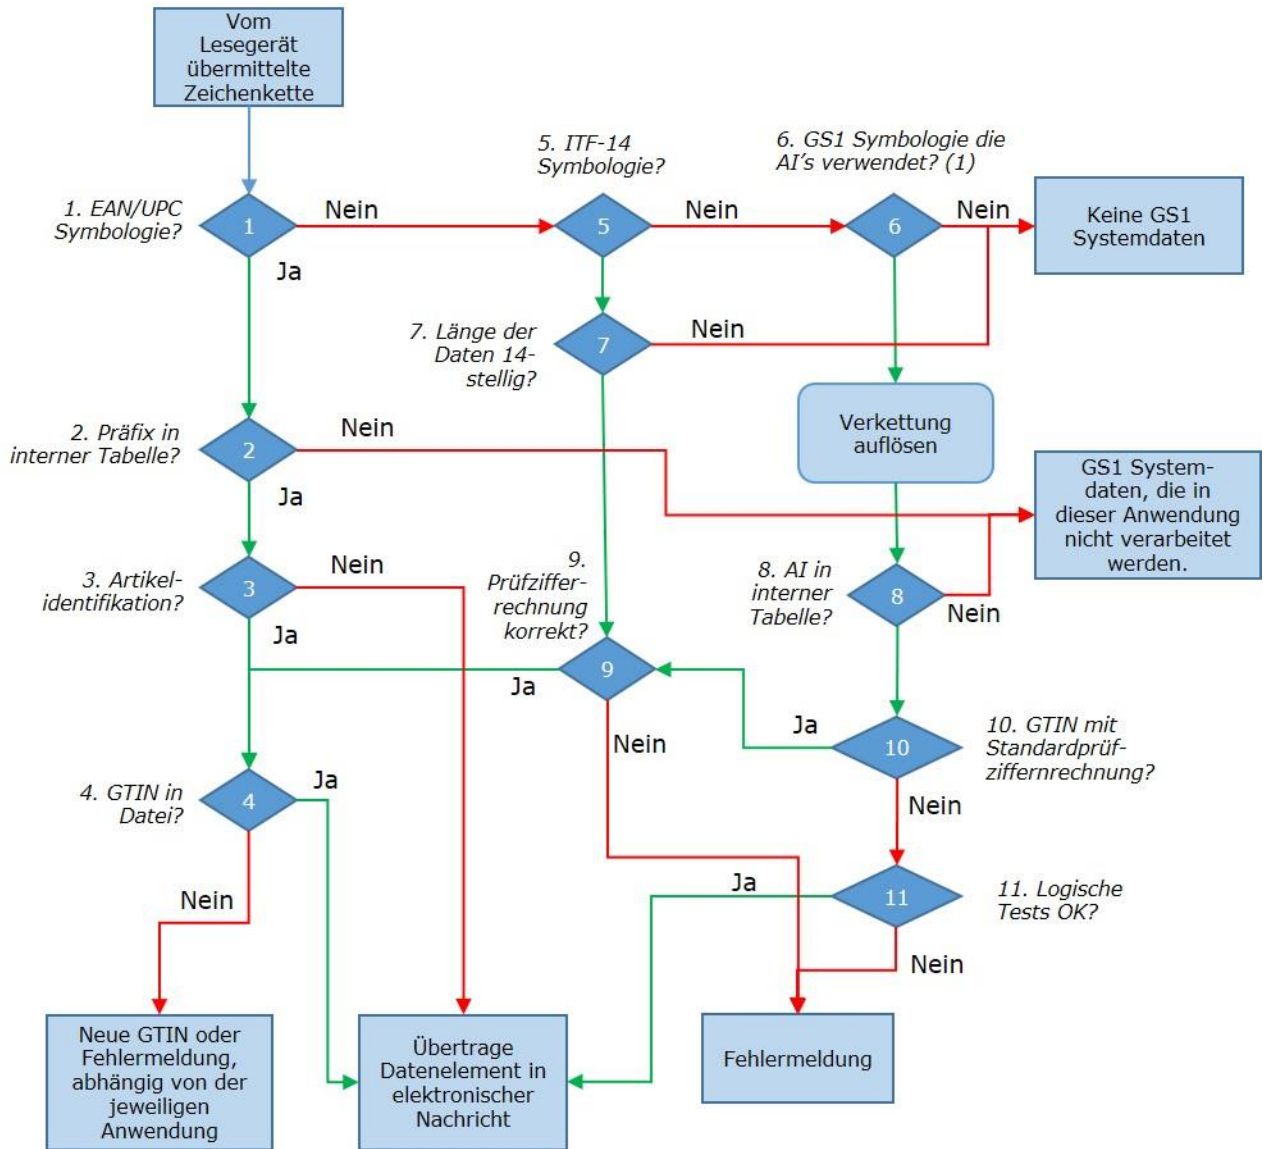 Vom
Lesegerät
übermittelte
Zeichenkette
5. ITF-14
Symbologie?
6. GS1 Symbologie die
AI's verwendet? (1)
1. EAN/UPC
Symbologie?
1
Nein
5
Nein
6
Nein
Keine GS1
Systemdaten
Ja
7. Länge der
Daten 14-
stellig?
7
Nein
2. Präfix in
interner Tabelle?
2
Nein
Verkettung
auflösen
Ja
GS1 System-
daten, die in
dieser Anwendung
nicht verarbeitet
werden.
3. Artikel-
identifikation?
3
Nein
9.
Prüfziffer-
rechnung
korrekt?
8. AI in
interner
Tabelle?
8
Nein
Ja
9
Ja
Nein
Ja
10
10. GTIN mit
Standardprüf-
ziffernrechnung?
4. GTIN in
Datei?
4
Ja
Nein
Nein
Ja
11
11. Logische
Tests OK?
Nein
Neue GTIN oder
Fehlermeldung,
abhängig von der
jeweiligen
Anwendung
Übertrage
Datenelement in
elektronischer
Nachricht
Fehlermeldung